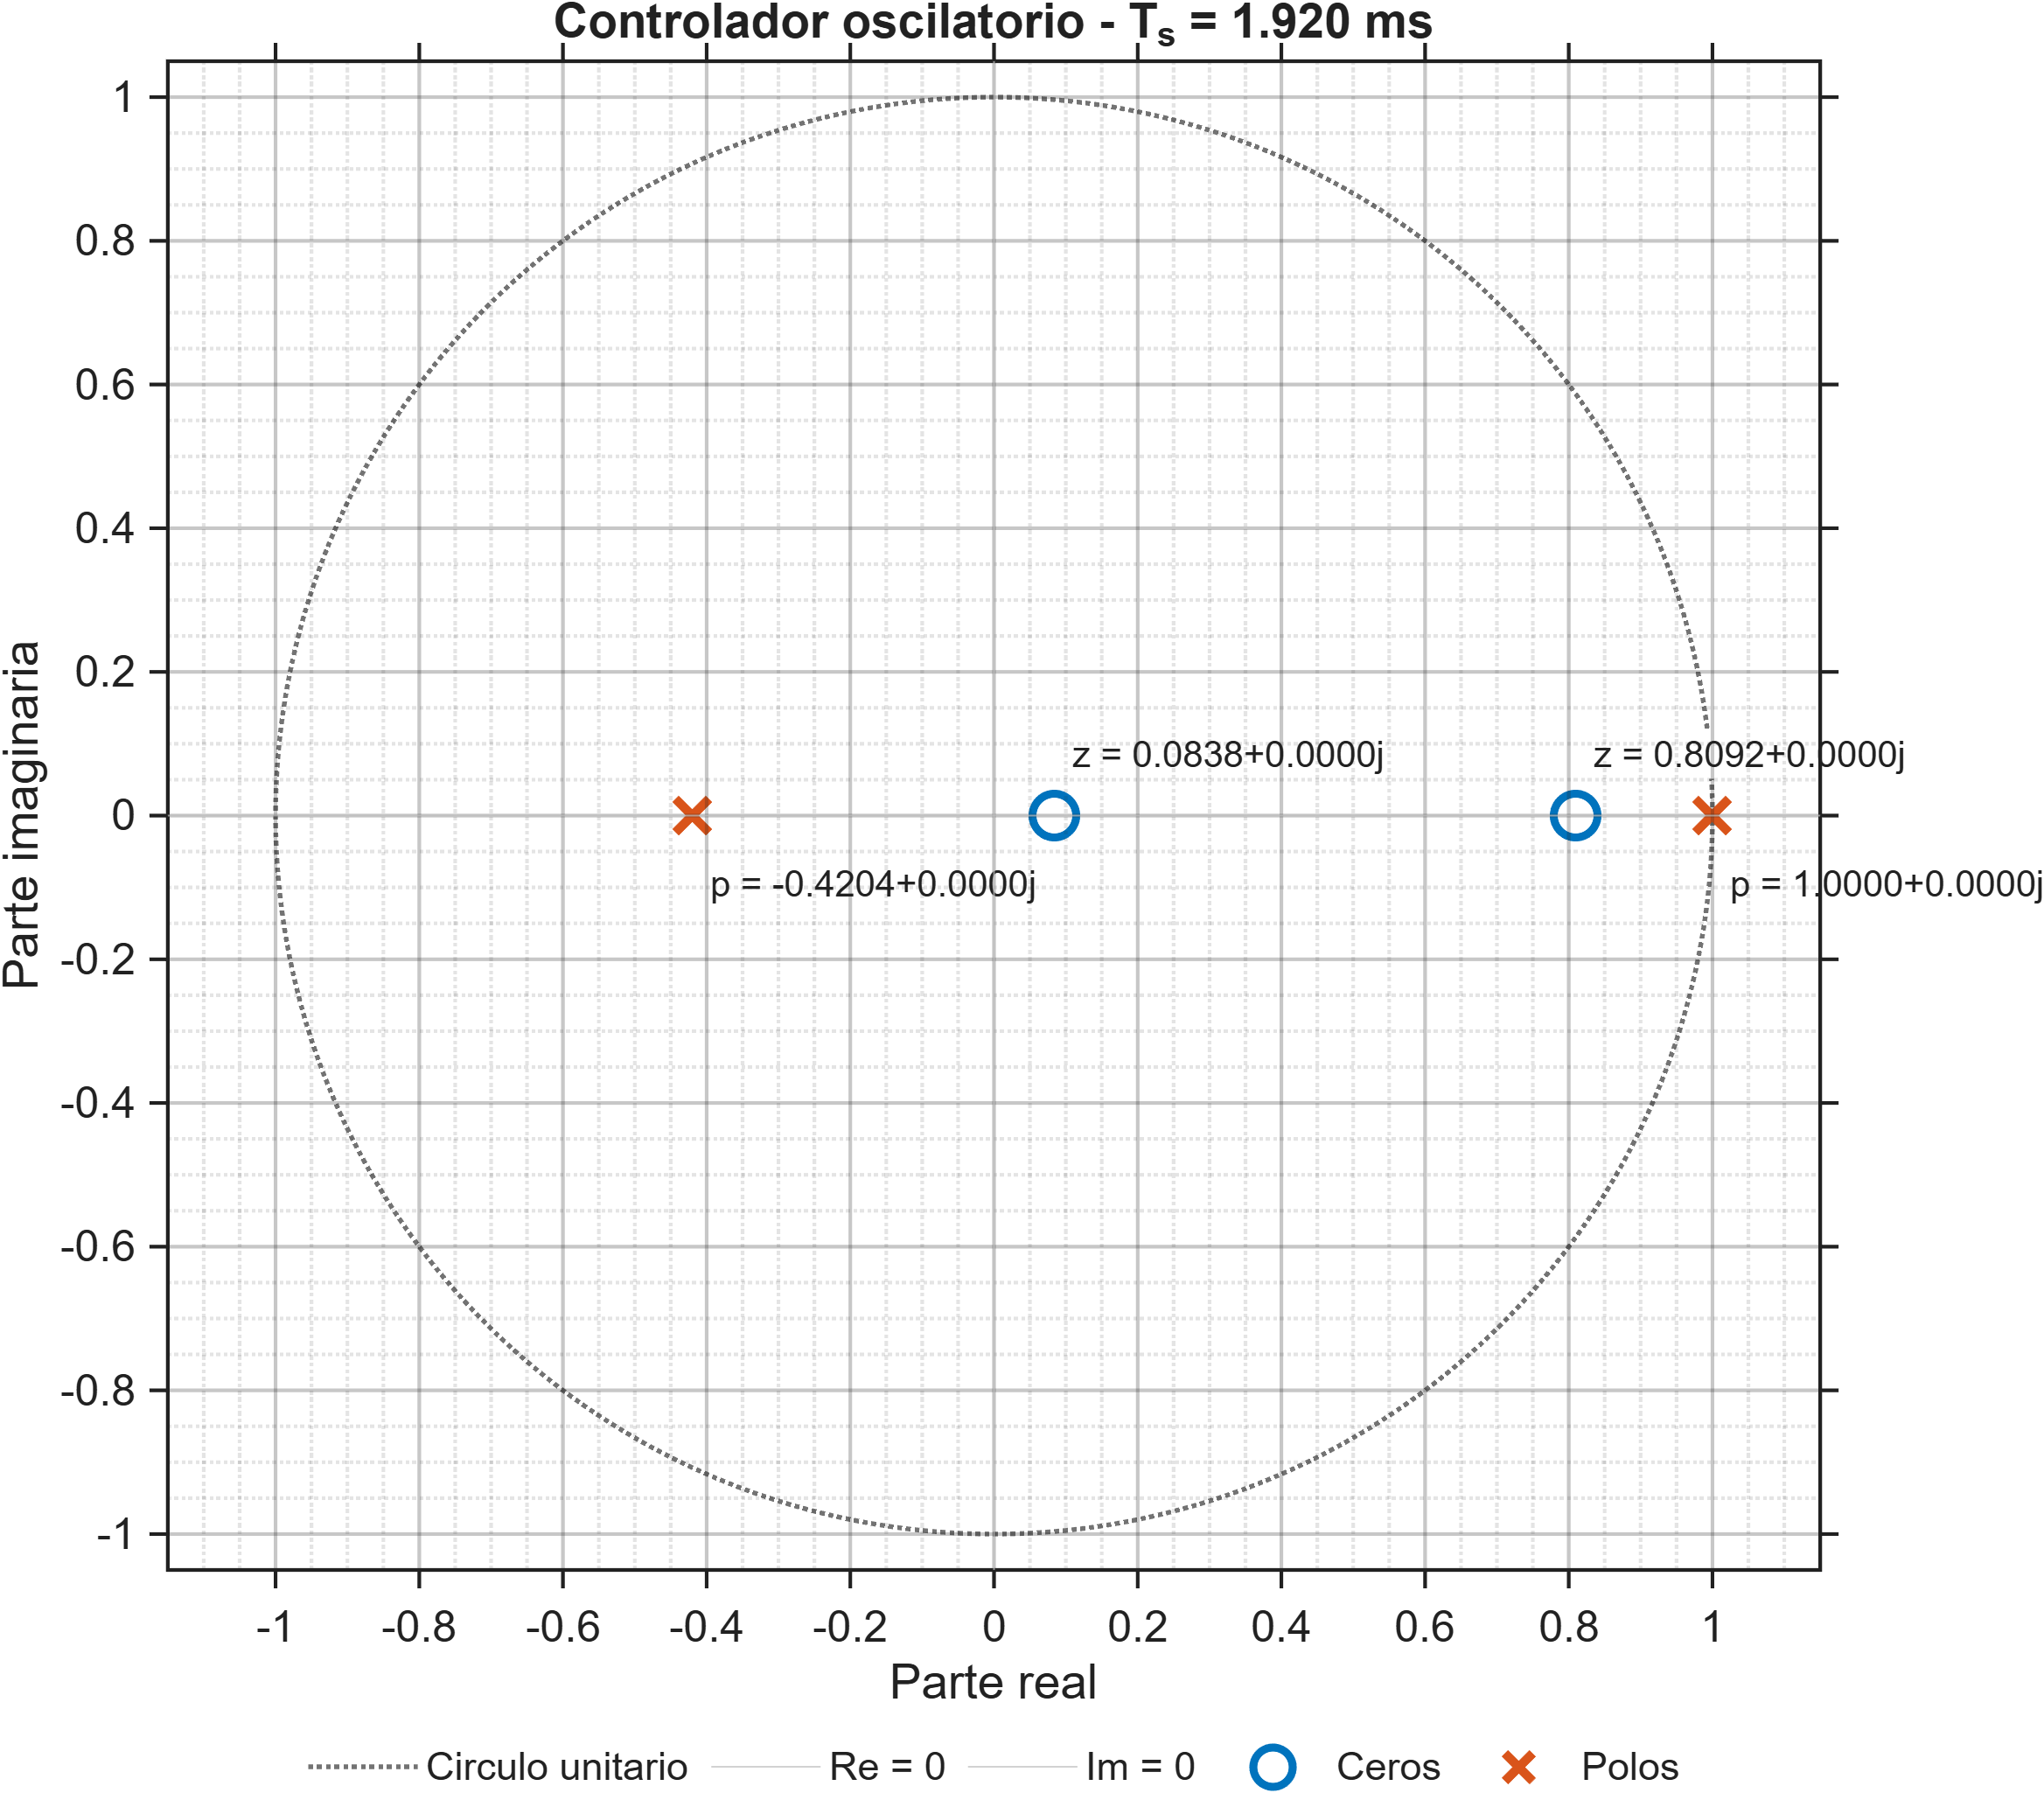 Controlador oscilatorio - Ts = 1.920 ms
Parte imaginaria
1
0.8
0.6
0.4
0.2
0
-0.2
-0.4
-0.6
-0.8
-1
z = 0.0838+0.0000j
z = 0.8092+0.0000j
p = -0.4204+0.0000j
p = 1.0000+0.0000j
-1 -0.8 -0.6 -0.4 -0.2 0 0.2 0.4 0.6 0.8 1
Parte real
Circulo unitario Re = 0 Im = 0 Ceros Polos